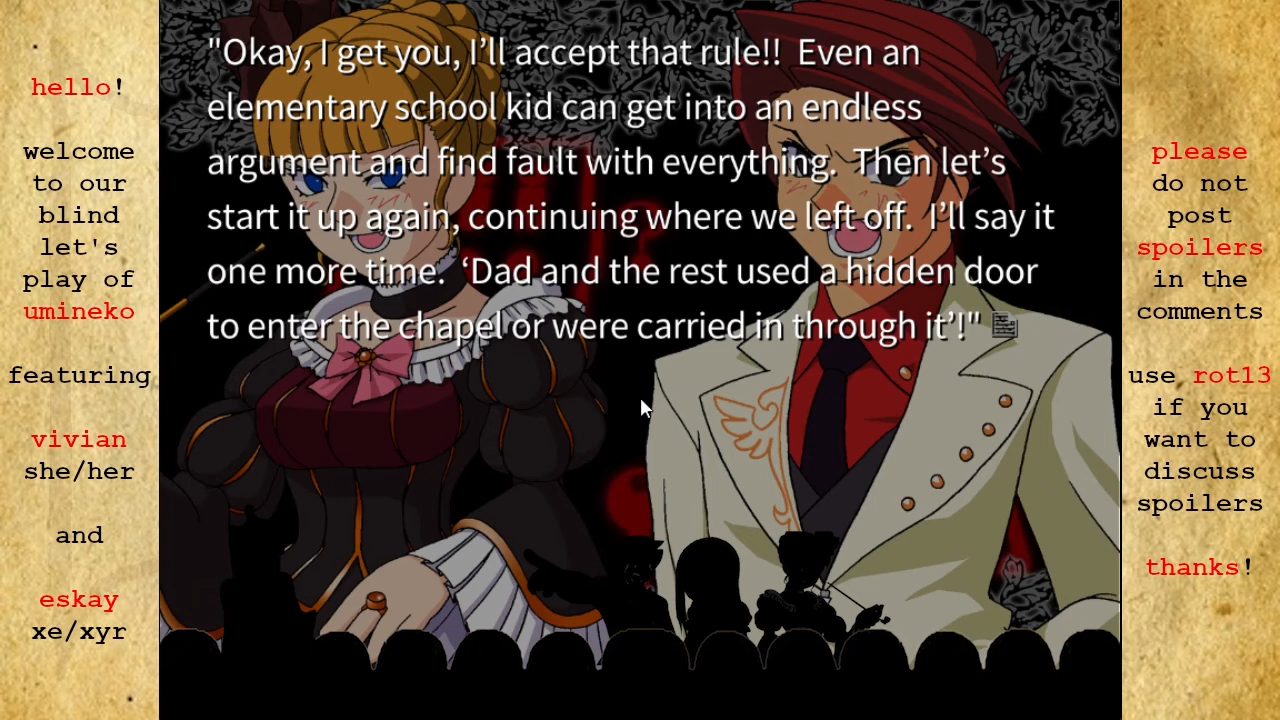 hello!
welcome
to our
blind
let's
play of
umineko
featuring
vivian
she/her
and
eskay
xe/xyr
"Okay, I get you, I’ll accept that rule!!  Even an
elementary school kid can get into an endless
argument and find fault with everything.  Then let’s
start it up again, continuing where we left off.  I’ll say it
one more time.  ‘Dad and the rest used a hidden door
to enter the chapel or were carried in through it’!"
please
do not
post
spoilers
in the
comments
use rot13
if you
want to
discuss
spoilers
thanks!